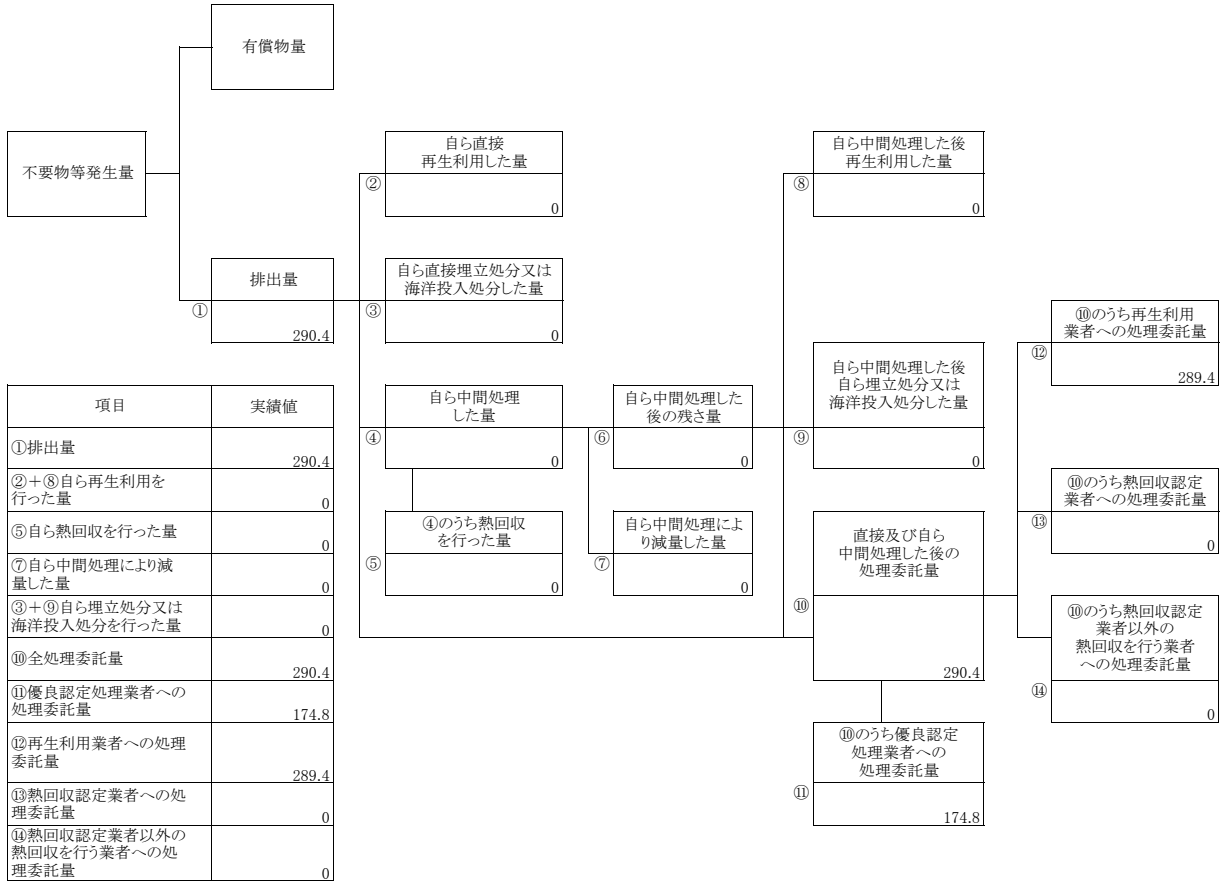 有償物量
不要物等発生量
排出量
①
290.4
自ら直接
再生利用した量
②
0
自ら直接埋立処分又は
海洋投入処分した量
③
0
自ら中間処理
した量
④
0
④のうち熱回収
を行った量
⑤
0
自ら中間処理した
後の残さ量
⑥
0
自ら中間処理によ
り減量した量
⑦
0
自ら中間処理した後
再生利用した量
⑧
0
自ら中間処理した後
自ら埋立処分又は
海洋投入処分した量
⑨
0
直接及び自ら
中間処理した後の
処理委託量
⑩
290.4
⑩のうち優良認定
処理業者への
処理委託量
⑪
174.8
⑩のうち再生利用
業者への処理委託量
⑫
289.4
⑩のうち熱回収認定
業者への処理委託量
⑬
0
⑩のうち熱回収認定
業者以外の
熱回収を行う業者
への処理委託量
⑭
0
項目 実績値
①排出量 290.4
②+⑧自ら再生利用を
行った量 0
⑤自ら熱回収を行った量 0
⑦自ら中間処理により減
量した量 0
③+⑨自ら埋立処分又は
海洋投入処分を行った量 0
⑩全処理委託量 290.4
⑪優良認定処理業者への
処理委託量 174.8
⑫再生利用業者への処理
委託量 289.4
⑬熱回収認定業者への処
理委託量 0
⑭熱回収認定業者以外の
熱回収を行う業者への処
理委託量 0